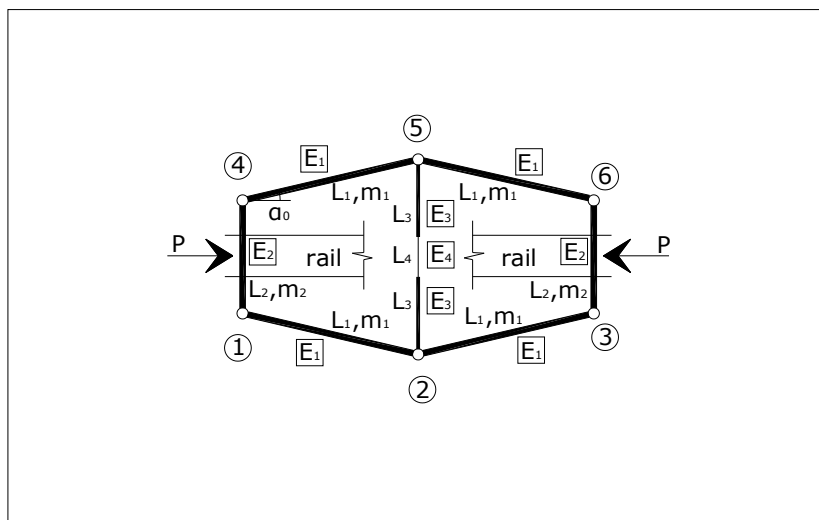 ⑤
④ E₁ E₁ ⑥
L₁,m₁ L₁,m₁
α₀ L₃ E₃
P E₂ rail L₄ E₄ rail E₂ P
L₂,m₂ L₃ E₃ L₂,m₂
L₁,m₁ L₁,m₁
① E₁ E₁ ③
②